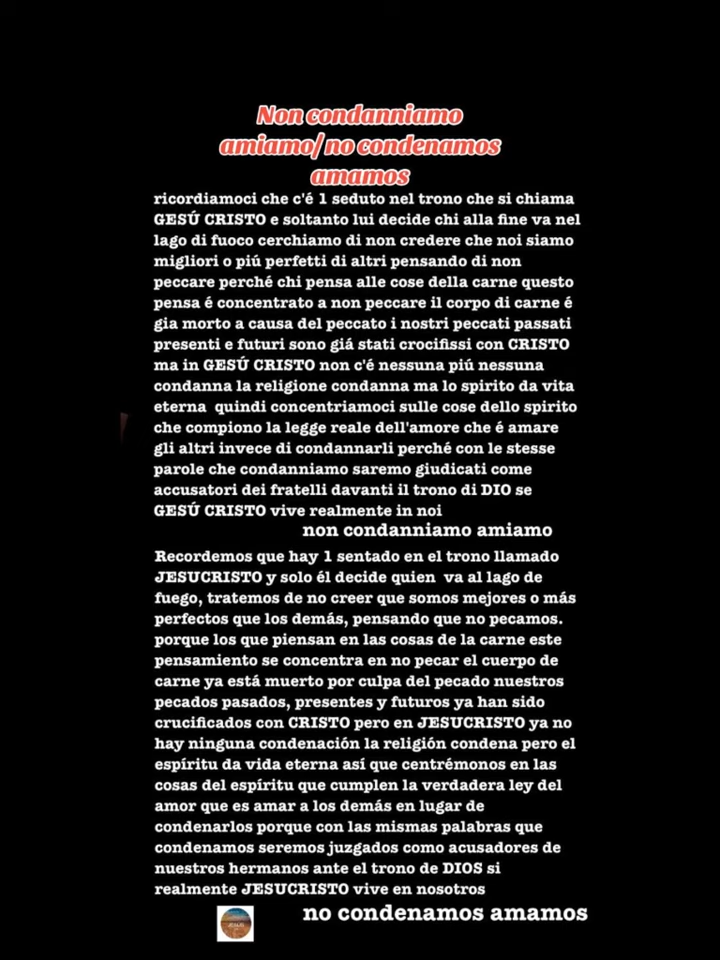 Non condanniamo
amiamo/no condenamos
amamos
ricordiamoci che c'é 1 seduto nel trono che si chiama
GESÚ CRISTO e soltanto lui decide chi alla fine va nel
lago di fuoco cerchiamo di non credere che noi siamo
migliori o piú perfetti di altri pensando di non
peccare perché chi pensa alle cose della carne questo
pensa é concentrato a non peccare il corpo di carne é
gia morto a causa del peccato i nostri peccati passati
presenti e futuri sono giá stati crocifissi con CRISTO
ma in GESÚ CRISTO non c'é nessuna piú nessuna
condanna la religione condanna ma lo spirito da vita
eterna quindi concentriamoci sulle cose dello spirito
che compiono la legge reale dell'amore che é amare
gli altri invece di condannarli perché con le stesse
parole che condanniamo saremo giudicati come
accusatori dei fratelli davanti il trono di DIO se
GESÚ CRISTO vive realmente in noi
non condanniamo amiamo
Recordemos que hay 1 sentado en el trono llamado
JESUCRISTO y solo él decide quien va al lago de
fuego, tratemos de no creer que somos mejores o más
perfectos que los demás, pensando que no pecamos.
porque los que piensan en las cosas de la carne este
pensamiento se concentra en no pecar el cuerpo de
carne ya está muerto por culpa del pecado nuestros
pecados pasados, presentes y futuros ya han sido
crucificados con CRISTO pero en JESUCRISTO ya no
hay ninguna condenación la religión condena pero el
espíritu da vida eterna así que centrémonos en las
cosas del espíritu que cumplen la verdadera ley del
amor que es amar a los demás en lugar de
condenarlos porque con las mismas palabras que
condenamos seremos juzgados como acusadores de
nuestros hermanos ante el trono de DIOS si
realmente JESUCRISTO vive en nosotros
no condenamos amamos